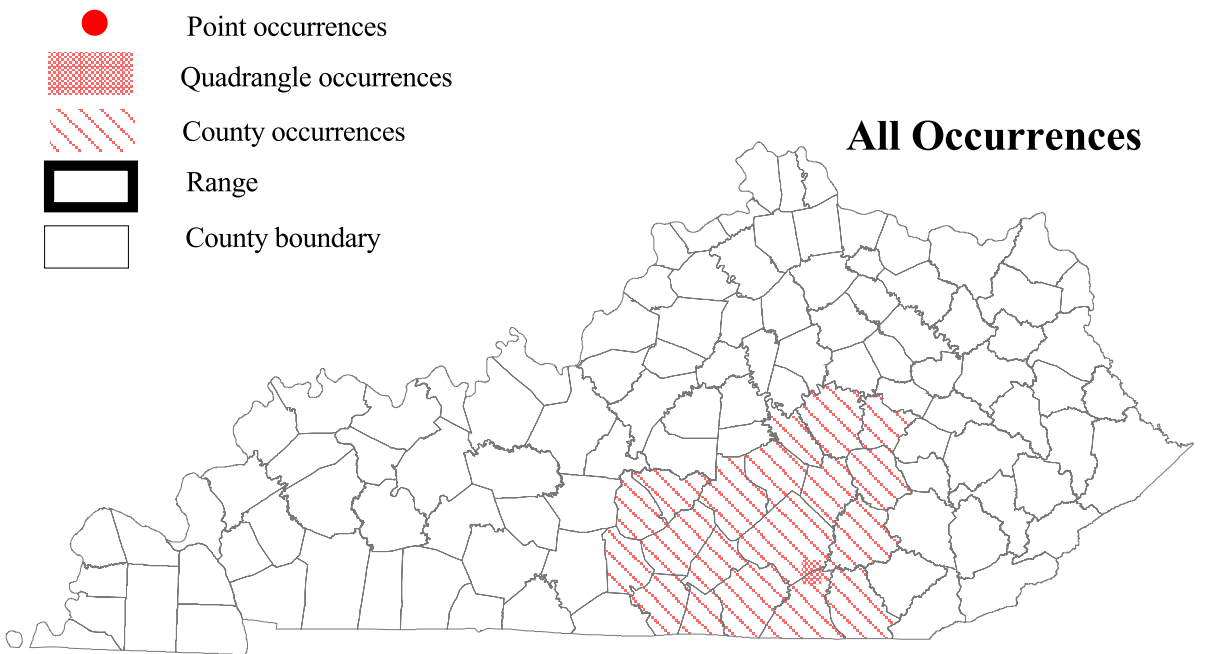 Point occurrences
Quadrangle occurrences
County occurrences
Range
County boundary
All Occurrences